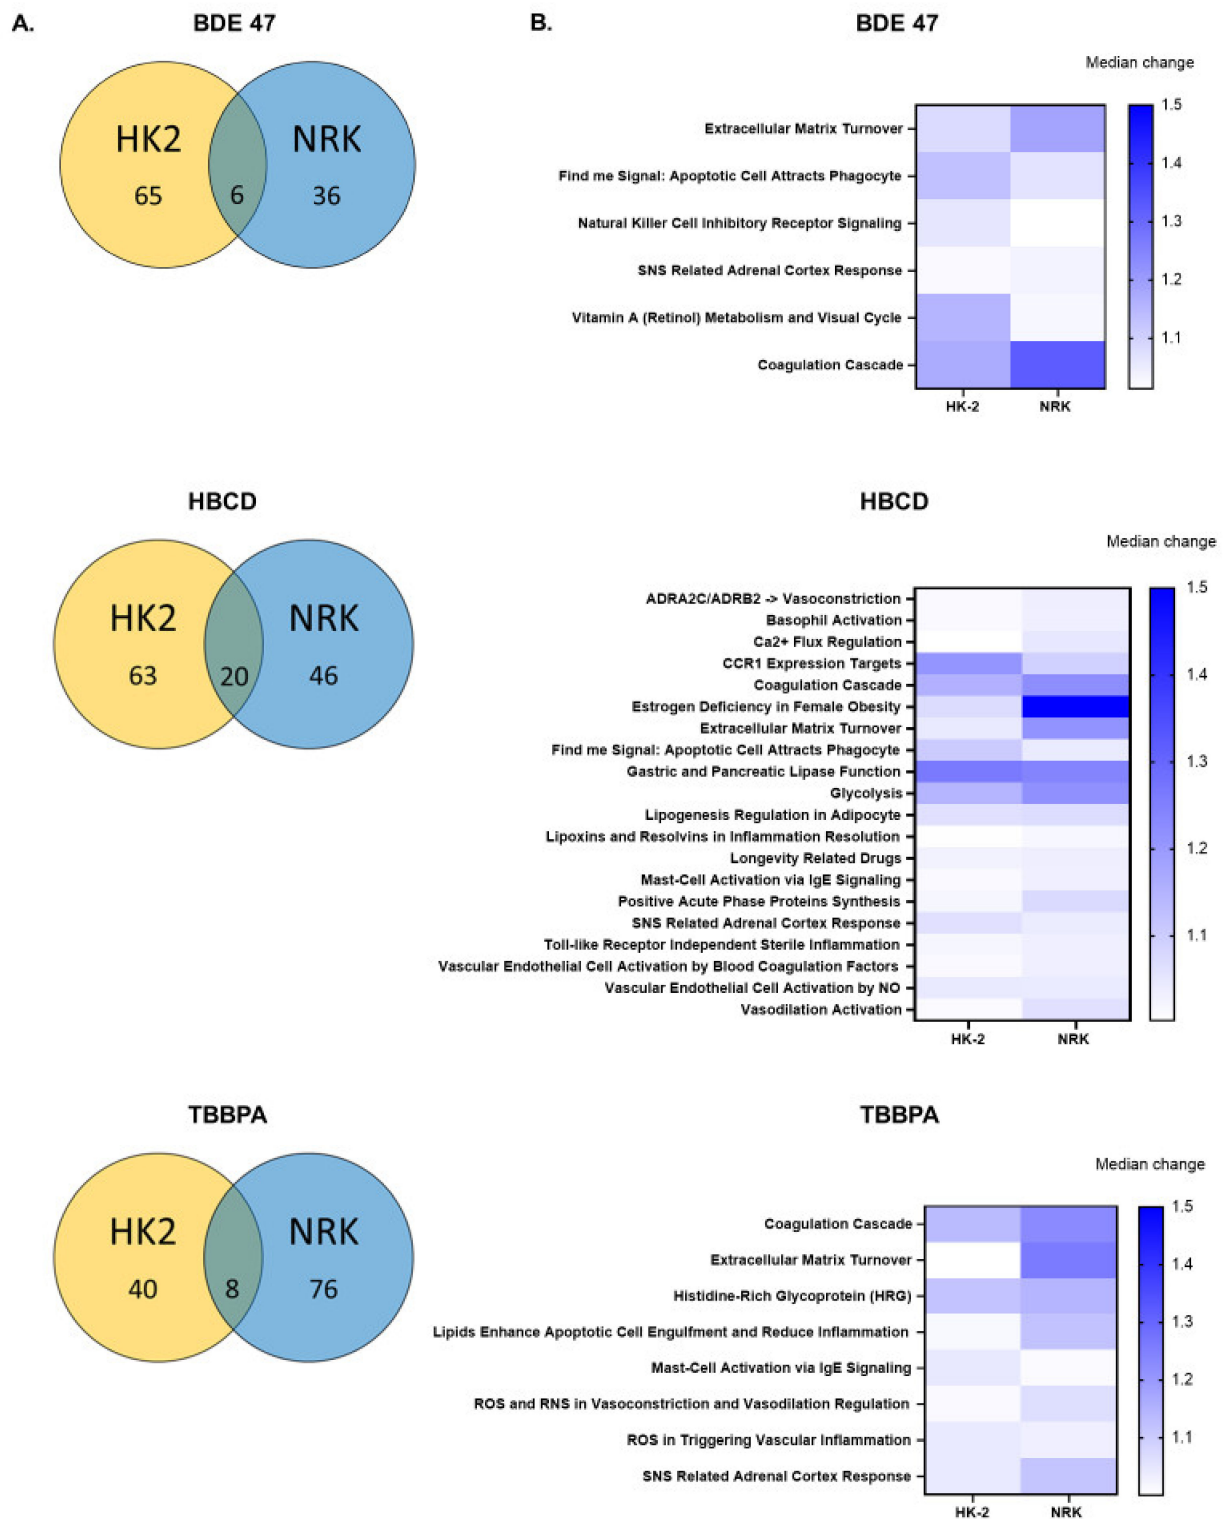 A.
BDE 47
HK2
NRK
65
6
36
B.
BDE 47
Median change
Extracellular Matrix Turnover
Find me Signal: Apoptotic Cell Attracts Phagocyte
Natural Killer Cell Inhibitory Receptor Signaling
SNS Related Adrenal Cortex Response
Vitamin A (Retinol) Metabolism and Visual Cycle
Coagulation Cascade
HK-2
NRK
1.5
1.4
1.3
1.2
1.1
HBCD
HK2
NRK
63
20
46
HBCD
Median change
ADRA2C/ADRB2 -> Vasoconstriction
Basophil Activation
Ca2+ Flux Regulation
CCR1 Expression Targets
Coagulation Cascade
Estrogen Deficiency in Female Obesity
Extracellular Matrix Turnover
Find me Signal: Apoptotic Cell Attracts Phagocyte
Gastric and Pancreatic Lipase Function
Glycolysis
Lipogenesis Regulation in Adipocyte
Lipoxins and Resolvins in Inflammation Resolution
Longevity Related Drugs
Mast-Cell Activation via IgE Signaling
Positive Acute Phase Proteins Synthesis
SNS Related Adrenal Cortex Response
Toll-like Receptor Independent Sterile Inflammation
Vascular Endothelial Cell Activation by Blood Coagulation Factors
Vascular Endothelial Cell Activation by NO
Vasodilation Activation
HK-2
NRK
1.5
1.4
1.3
1.2
1.1
TBBPA
HK2
NRK
40
8
76
TBBPA
Median change
Coagulation Cascade
Extracellular Matrix Turnover
Histidine-Rich Glycoprotein (HRG)
Lipids Enhance Apoptotic Cell Engulfment and Reduce Inflammation
Mast-Cell Activation via IgE Signaling
ROS and RNS in Vasoconstriction and Vasodilation Regulation
ROS in Triggering Vascular Inflammation
SNS Related Adrenal Cortex Response
HK-2
NRK
1.5
1.4
1.3
1.2
1.1